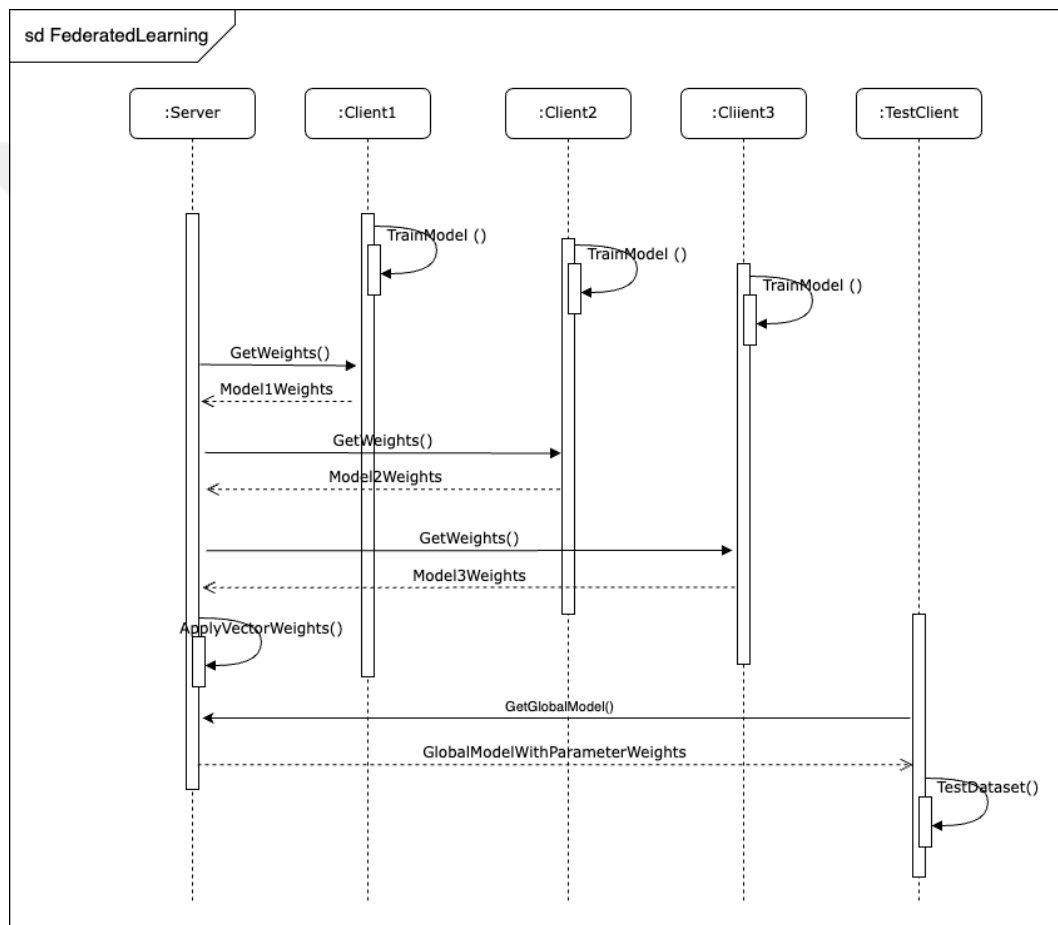 sd FederatedLearning
:Server
:Client1
:Client2
:Cliient3
:TestClient
TrainModel ()
TrainModel ()
TrainModel ()
GetWeights()
Model1Weights
GetWeights()
Model2Weights
GetWeights()
Model3Weights
ApplyVectorWeights()
GetGlobalModel()
GlobalModelWithParameterWeights
TestDataset()